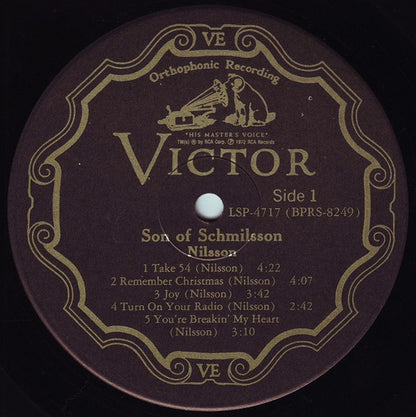 VE
Orthophonic Recording
"HIS MASTER'S VOICE"
TM(s) ® by RCA Corp. ℗ 1972 RCA Records
VICTOR
Side 1
LSP-4717 (BPRS-8249)
Son of Schmilsson
Nilsson
1 Take 54 (Nilsson) 4:22
2 Remember Christmas (Nilsson) 4:07
3 Joy (Nilsson) 3:42
4 Turn On Your Radio (Nilsson) 2:42
5 You're Breakin' My Heart
(Nilsson) 3:10
VE